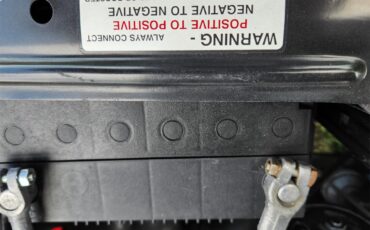 ALWAYS CONNECT
POSITIVE TO POSITIVE
NEGATIVE TO NEGATIVE
WARNING -